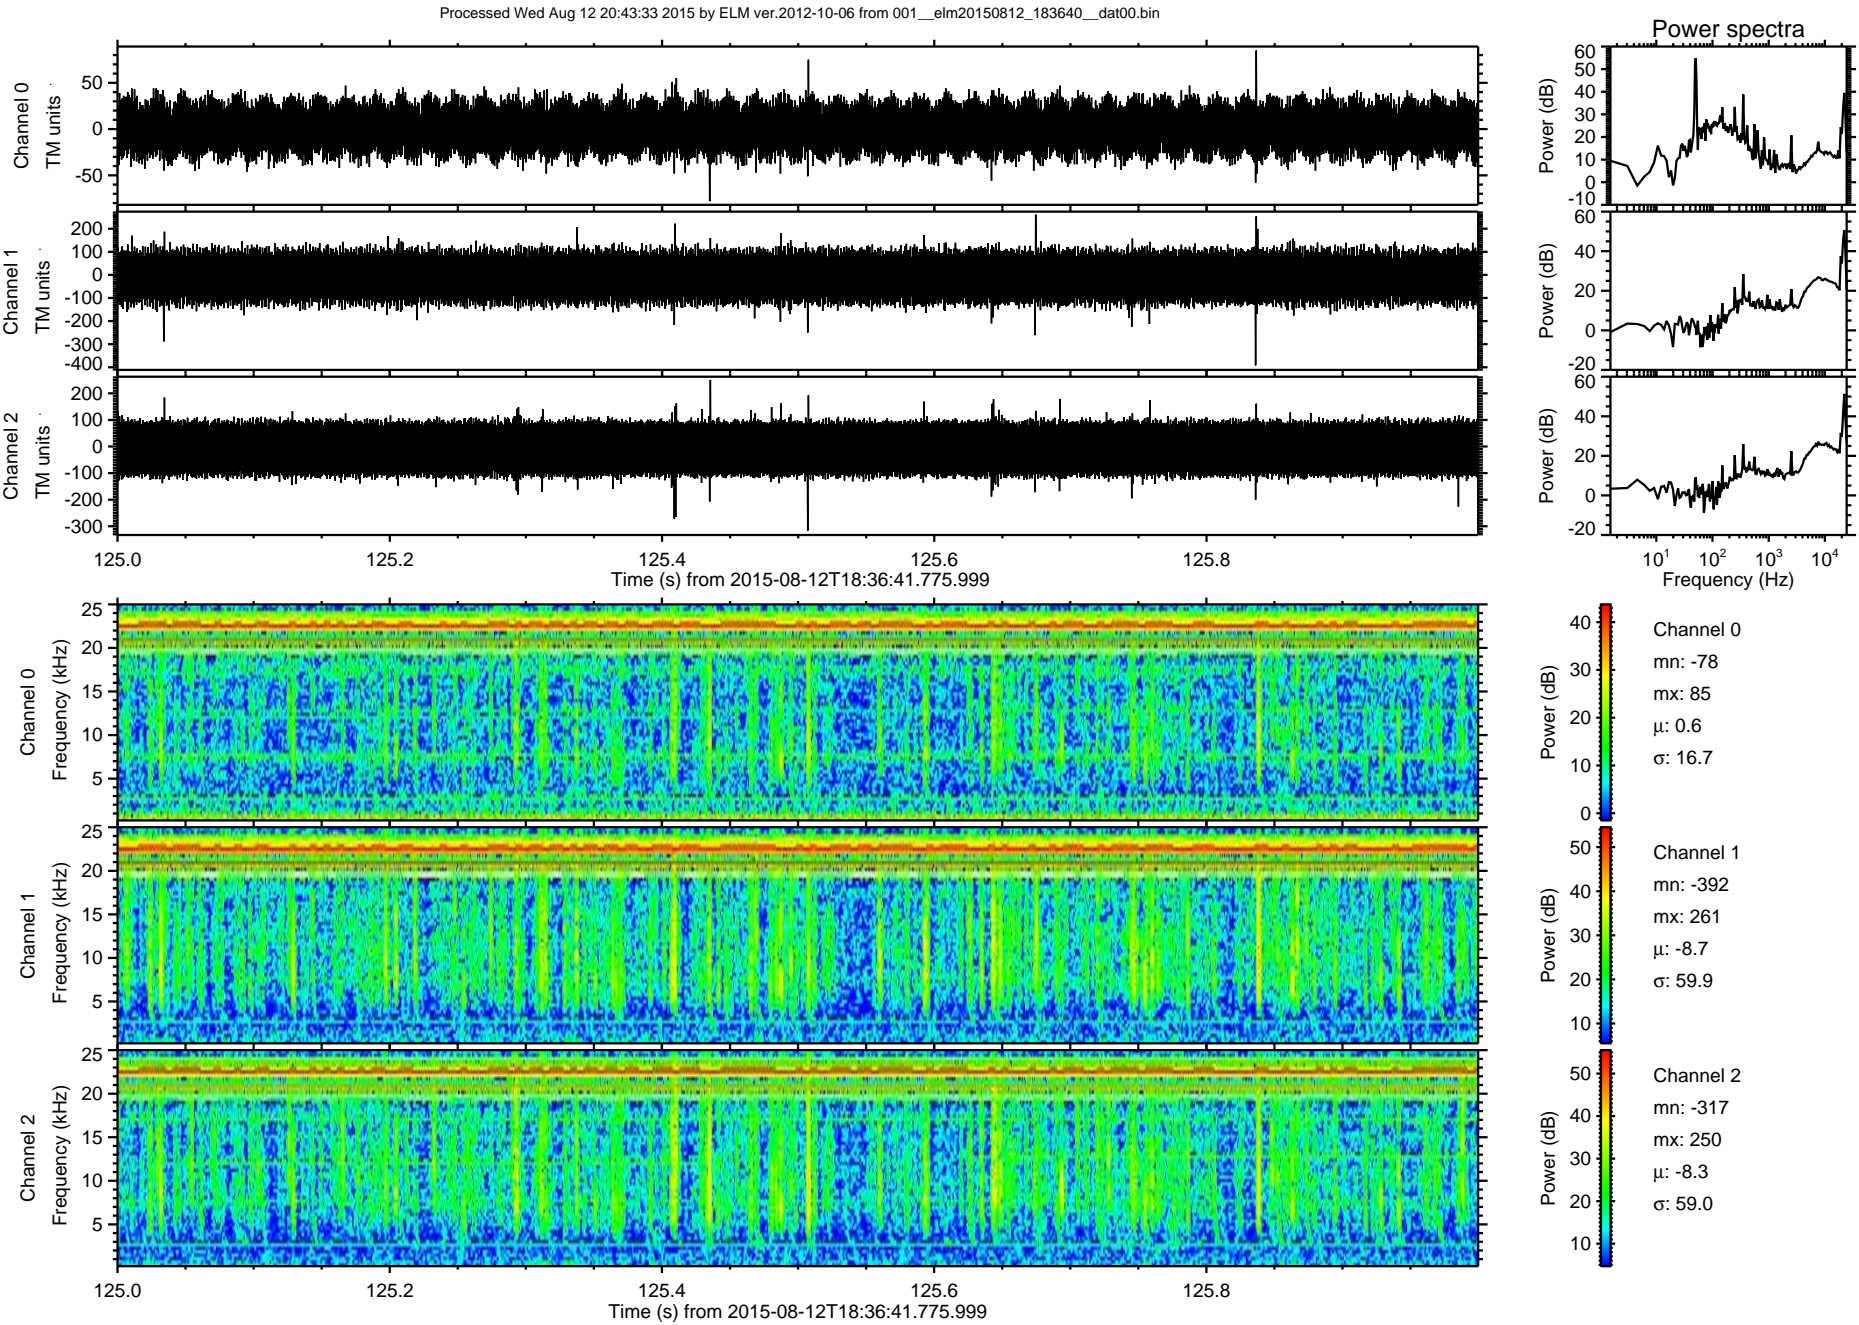 Processed Wed Aug 12 20:43:33 2015 by ELM ver.2012-10-06 from 001__elm20150812_183640__dat00.bin
Power spectra
Channel 0
TM units
50
0
-50
Power (dB)
60
50
40
30
20
10
0
-10
Channel 1
TM units
200
100
0
-100
-200
-300
-400
Power (dB)
60
40
20
0
-20
Channel 2
TM units
200
100
0
-100
-200
-300
Power (dB)
60
40
20
0
-20
125.0 125.2 125.4 125.6 125.8
Time (s) from 2015-08-12T18:36:41.775.999
10^1 10^2 10^3 10^4
Frequency (Hz)
Channel 0
Frequency (kHz)
25
20
15
10
5
Power (dB)
40
30
20
10
0
Channel 0
mn: -78
mx: 85
μ: 0.6
σ: 16.7
Channel 1
Frequency (kHz)
25
20
15
10
5
Power (dB)
50
40
30
20
10
Channel 1
mn: -392
mx: 261
μ: -8.7
σ: 59.9
Channel 2
Frequency (kHz)
25
20
15
10
5
Power (dB)
50
40
30
20
10
Channel 2
mn: -317
mx: 250
μ: -8.3
σ: 59.0
125.0 125.2 125.4 125.6 125.8
Time (s) from 2015-08-12T18:36:41.775.999